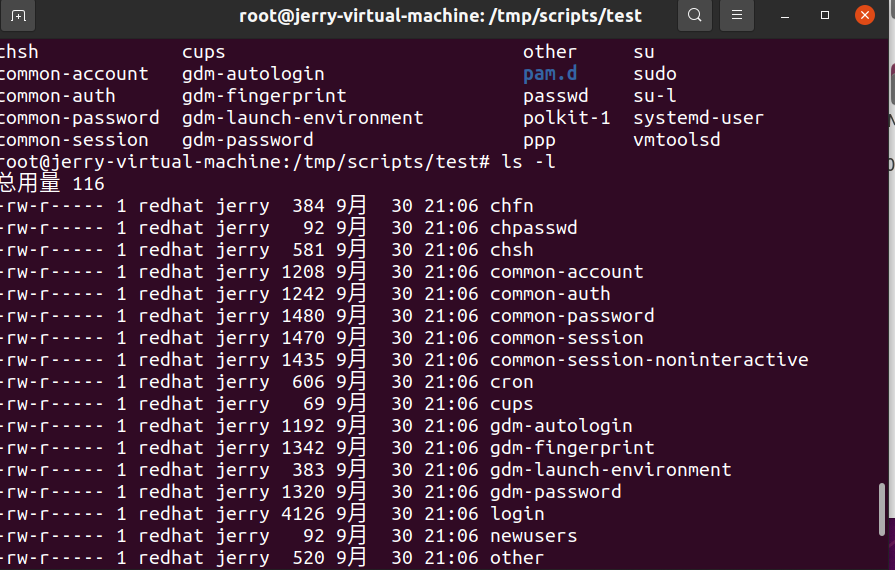 root@jerry-virtual-machine: /tmp/scripts/test
chsh cups other su
common-account gdm-autologin pam.d sudo
common-auth gdm-fingerprint passwd su-l
common-password gdm-launch-environment polkit-1 systemd-user
common-session gdm-password ppp vmtoolsd
root@jerry-virtual-machine:/tmp/scripts/test# ls -l
总用量 116
-rw-r----- 1 redhat jerry 384 9月 30 21:06 chfn
-rw-r----- 1 redhat jerry 92 9月 30 21:06 chpasswd
-rw-r----- 1 redhat jerry 581 9月 30 21:06 chsh
-rw-r----- 1 redhat jerry 1208 9月 30 21:06 common-account
-rw-r----- 1 redhat jerry 1242 9月 30 21:06 common-auth
-rw-r----- 1 redhat jerry 1480 9月 30 21:06 common-password
-rw-r----- 1 redhat jerry 1470 9月 30 21:06 common-session
-rw-r----- 1 redhat jerry 1435 9月 30 21:06 common-session-noninteractive
-rw-r----- 1 redhat jerry 606 9月 30 21:06 cron
-rw-r----- 1 redhat jerry 69 9月 30 21:06 cups
-rw-r----- 1 redhat jerry 1192 9月 30 21:06 gdm-autologin
-rw-r----- 1 redhat jerry 1342 9月 30 21:06 gdm-fingerprint
-rw-r----- 1 redhat jerry 383 9月 30 21:06 gdm-launch-environment
-rw-r----- 1 redhat jerry 1320 9月 30 21:06 gdm-password
-rw-r----- 1 redhat jerry 4126 9月 30 21:06 login
-rw-r----- 1 redhat jerry 92 9月 30 21:06 newusers
-rw-r----- 1 redhat jerry 520 9月 30 21:06 other